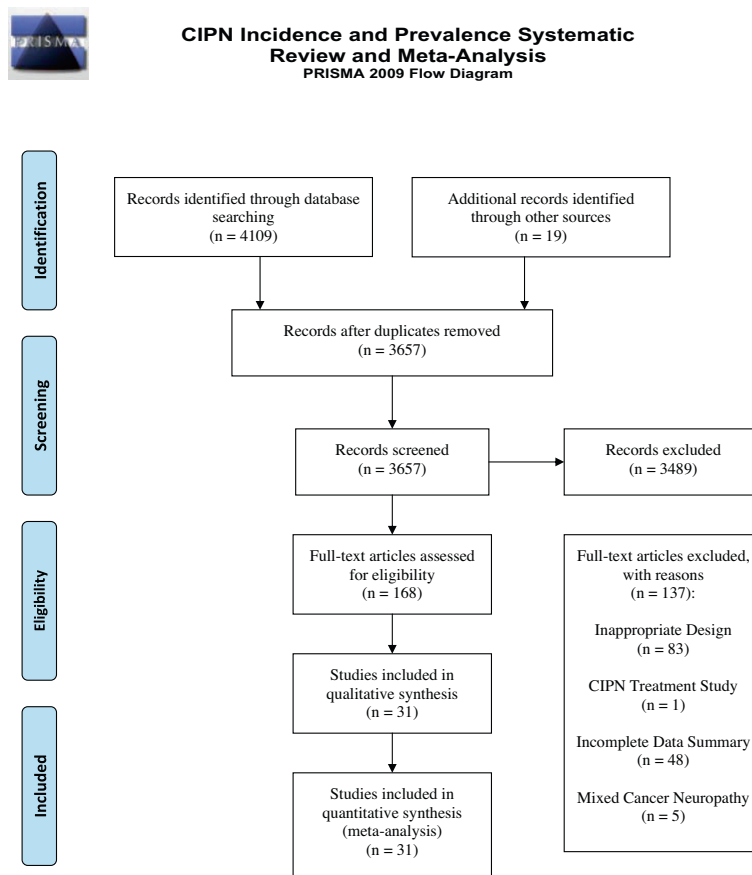 PRISMA
CIPN Incidence and Prevalence Systematic
Review and Meta-Analysis
PRISMA 2009 Flow Diagram
Identification
Records identified through database
searching
(n = 4109)
Additional records identified
through other sources
(n = 19)
Records after duplicates removed
(n = 3657)
Screening
Records screened
(n = 3657)
Records excluded
(n = 3489)
Eligibility
Full-text articles assessed
for eligibility
(n = 168)
Full-text articles excluded,
with reasons
(n = 137):
Inappropriate Design
(n = 83)
CIPN Treatment Study
(n = 1)
Incomplete Data Summary
(n = 48)
Mixed Cancer Neuropathy
(n = 5)
Studies included in
qualitative synthesis
(n = 31)
Included
Studies included in
quantitative synthesis
(meta-analysis)
(n = 31)